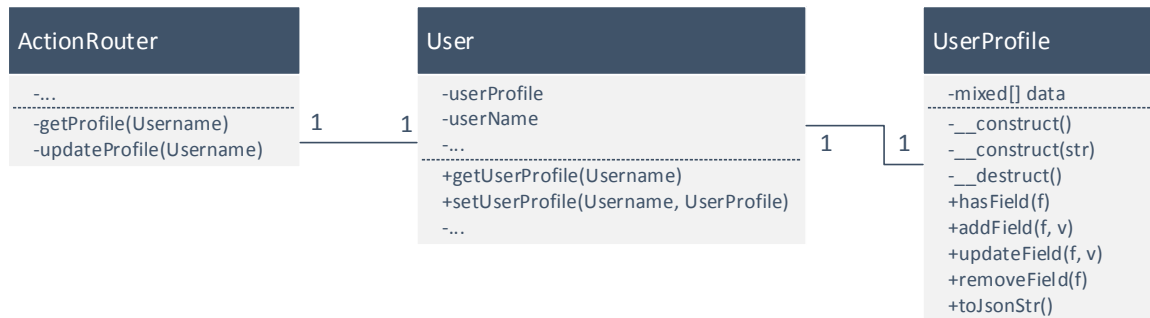 ActionRouter
-...
-getProfile(Username)
-updateProfile(Username)
1
1
User
-userProfile
-userName
-...
+getUserProfile(Username)
+setUserProfile(Username, UserProfile)
-...
1
1
UserProfile
-mixed[] data
-__construct()
-__construct(str)
-__destruct()
+hasField(f)
+addField(f, v)
+updateField(f, v)
+removeField(f)
+toJsonStr()